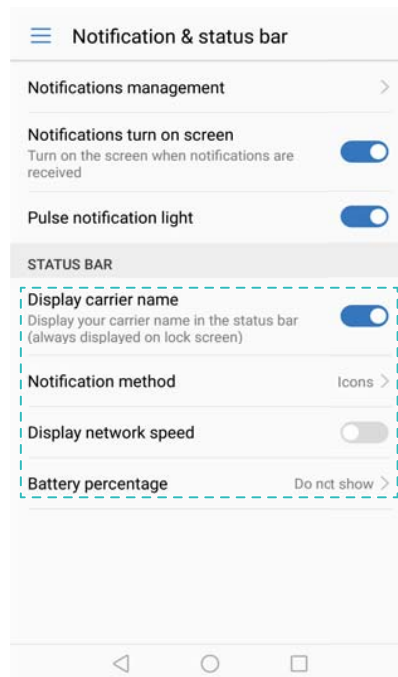 Notification & status bar
Notifications management
Notifications turn on screen
Turn on the screen when notifications are
received
Pulse notification light
STATUS BAR
Display carrier name
Display your carrier name in the status bar
(always displayed on lock screen)
Notification method Icons
Display network speed
Battery percentage Do not show